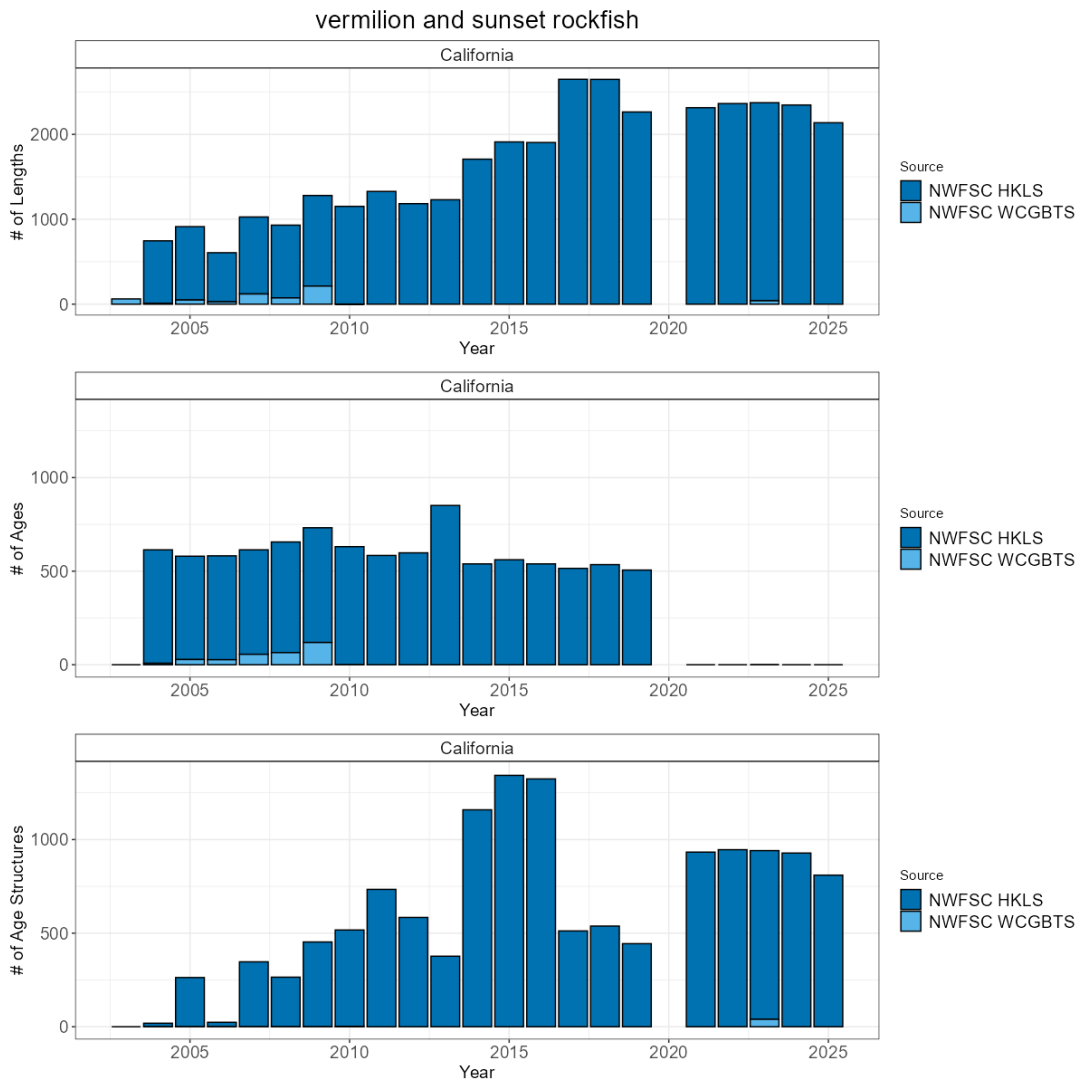 vermilion and sunset rockfish
California
2000
1000
0
# of Lengths
2005 2010 2015 2020 2025
Year
Source
NWFSC HKLS
NWFSC WCGBTS
California
1000
500
0
# of Ages
2005 2010 2015 2020 2025
Year
Source
NWFSC HKLS
NWFSC WCGBTS
California
1000
500
0
# of Age Structures
2005 2010 2015 2020 2025
Year
Source
NWFSC HKLS
NWFSC WCGBTS